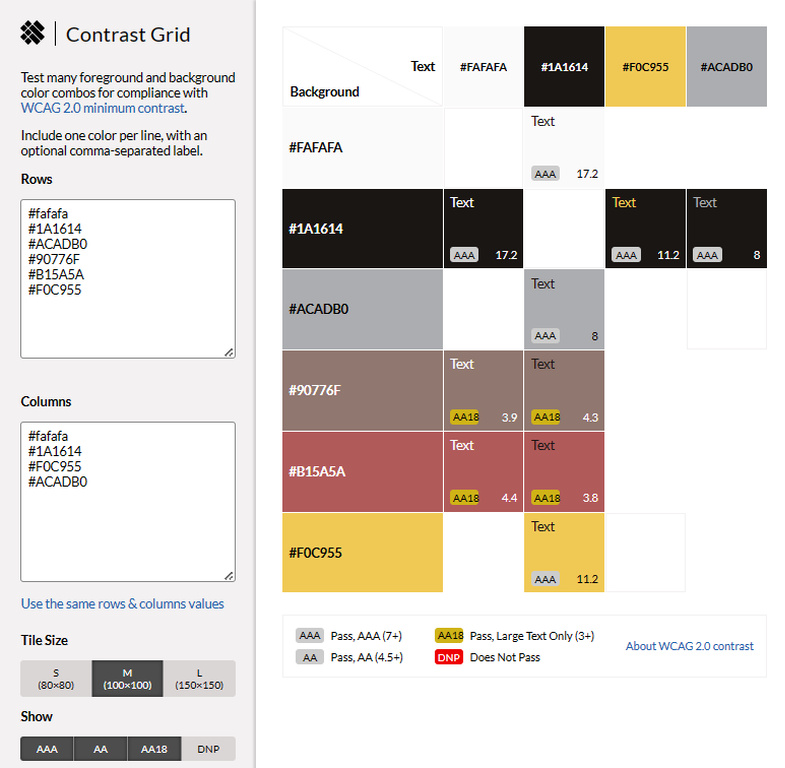 Contrast Grid
Test many foreground and background
color combos for compliance with
WCAG 2.0 minimum contrast.
Include one color per line, with an
optional comma-separated label.
Rows
#fafafa
#1A1614
#ACADB0
#90776F
#B15A5A
#F0C955
Columns
#fafafa
#1A1614
#F0C955
#ACADB0
Use the same rows & columns values
Tile Size
S
(80×80)
M
(100×100)
L
(150×150)
Show
AAA AA AA18 DNP
Text
Background
#FAFAFA #1A1614 #F0C955 #ACADB0
#FAFAFA
Text
AAA 17.2
#1A1614
Text
AAA 17.2
Text
AAA 11.2
Text
AAA 8
#ACADB0
Text
AAA 8
#90776F
Text
AA18 3.9
Text
AA18 4.3
#B15A5A
Text
AA18 4.4
Text
AA18 3.8
#F0C955
Text
AAA 11.2
AAA Pass, AAA (7+)
AA18 Pass, Large Text Only (3+)
AA Pass, AA (4.5+)
DNP Does Not Pass
About WCAG 2.0 contrast